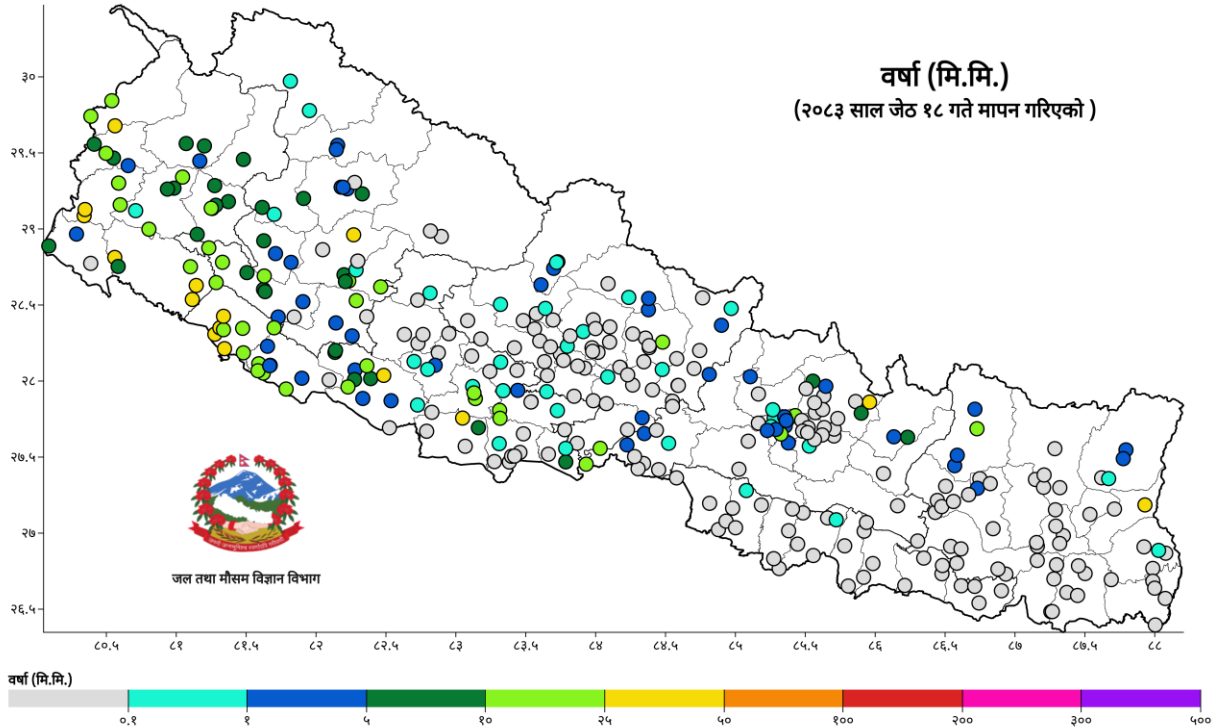 वर्षा (मि.मि.)
(२०८३ साल जेठ १८ गते मापन गरिएको )
३०
२९.५
२९
२८.५
२८
२७.५
२७
२६.५
जल तथा मौसम विज्ञान विभाग
८०.५ ८१ ८१.५ ८२ ८२.५ ८३ ८३.५ ८४ ८४.५ ८५ ८५.५ ८६ ८६.५ ८७ ८७.५ ८८
वर्षा (मि.मि.)
०.१ १ ५ १० २५ ५० १०० २०० ३०० ५००